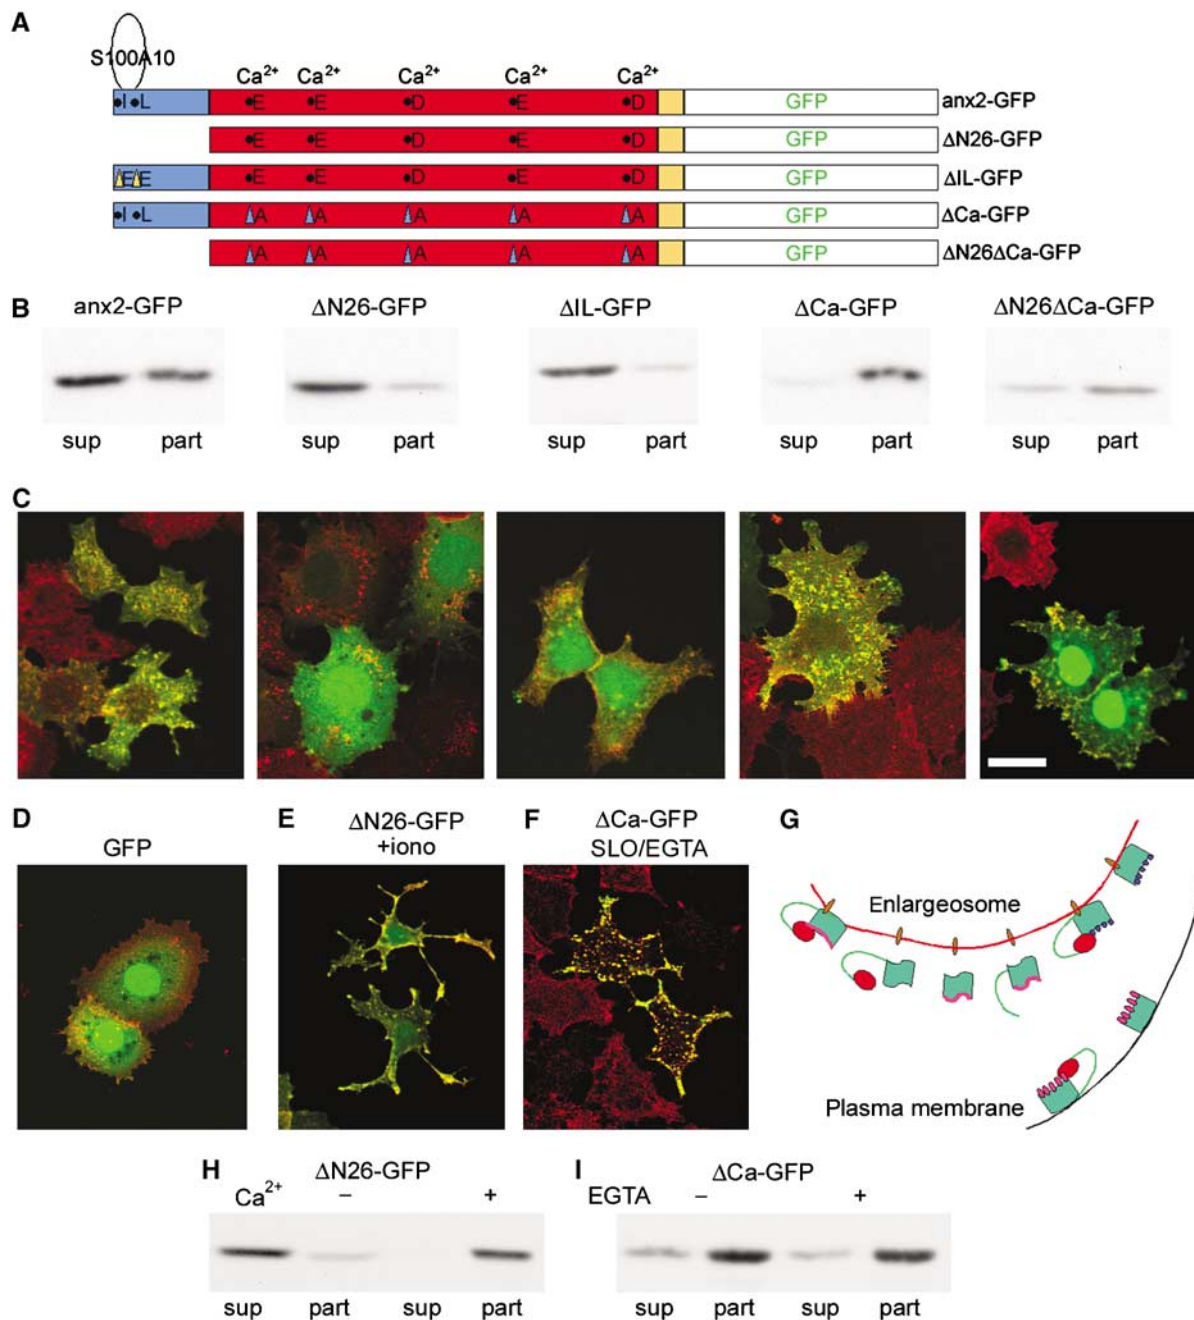 A
S100A10
Ca²⁺ Ca²⁺ Ca²⁺ Ca²⁺ Ca²⁺
I L E E D E D GFP anx2-GFP
E E D E D GFP ΔN26-GFP
E E E E D E D GFP ΔIL-GFP
I L A A A A A GFP ΔCa-GFP
A A A A A GFP ΔN26ΔCa-GFP
B anx2-GFP ΔN26-GFP ΔIL-GFP ΔCa-GFP ΔN26ΔCa-GFP
sup part sup part sup part sup part sup part
C
D GFP
E ΔN26-GFP
+iono
F ΔCa-GFP
SLO/EGTA
G
Enlargeosome
Plasma membrane
H ΔN26-GFP
Ca²⁺ – +
sup part sup part
I ΔCa-GFP
EGTA – +
sup part sup part